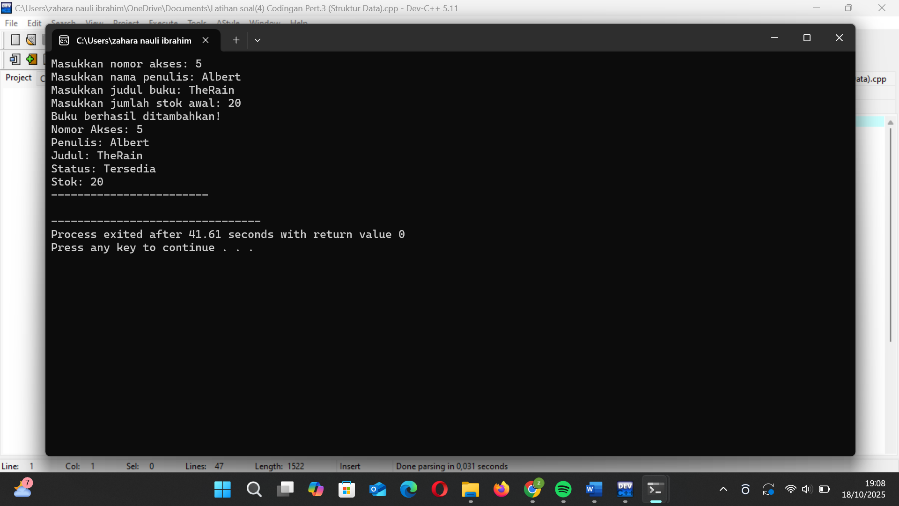 C:\Users\zahara nauli ibrahim\OneDrive\Documents\Latihan soal(4) Codingan Pert.3 (Struktur Data).cpp - Dev-C++ 5.11
File Edit Search View Project Execute Tools AStyle Window Help
C:\Users\zahara nauli ibrahim
Project
ata).cpp
Masukkan nomor akses: 5
Masukkan nama penulis: Albert
Masukkan judul buku: TheRain
Masukkan jumlah stok awal: 20
Buku berhasil ditambahkan!
Nomor Akses: 5
Penulis: Albert
Judul: TheRain
Status: Tersedia
Stok: 20
------------------------
--------------------------------
Process exited after 41.61 seconds with return value 0
Press any key to continue . . .
Line: 1 Col: 1 Sel: 0 Lines: 47 Length: 1522 Insert Done parsing in 0,031 seconds
19:08
18/10/2025